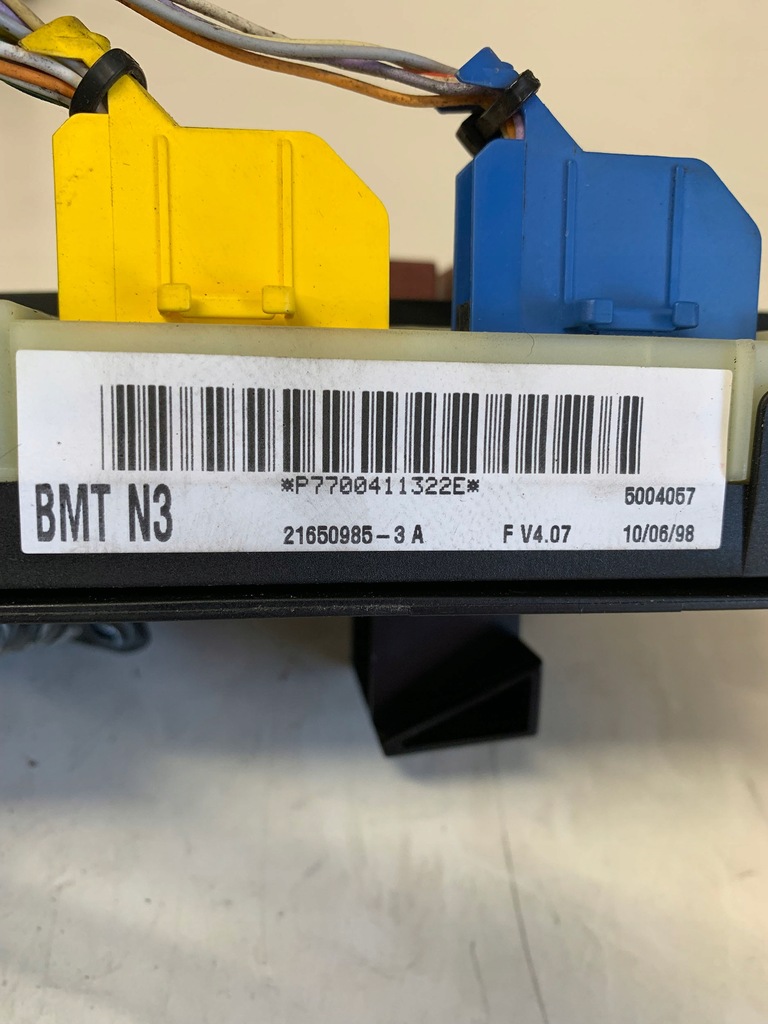 *P7700411322E*
5004057
BMT N3
21650985-3 A F V4.07 10/06/98